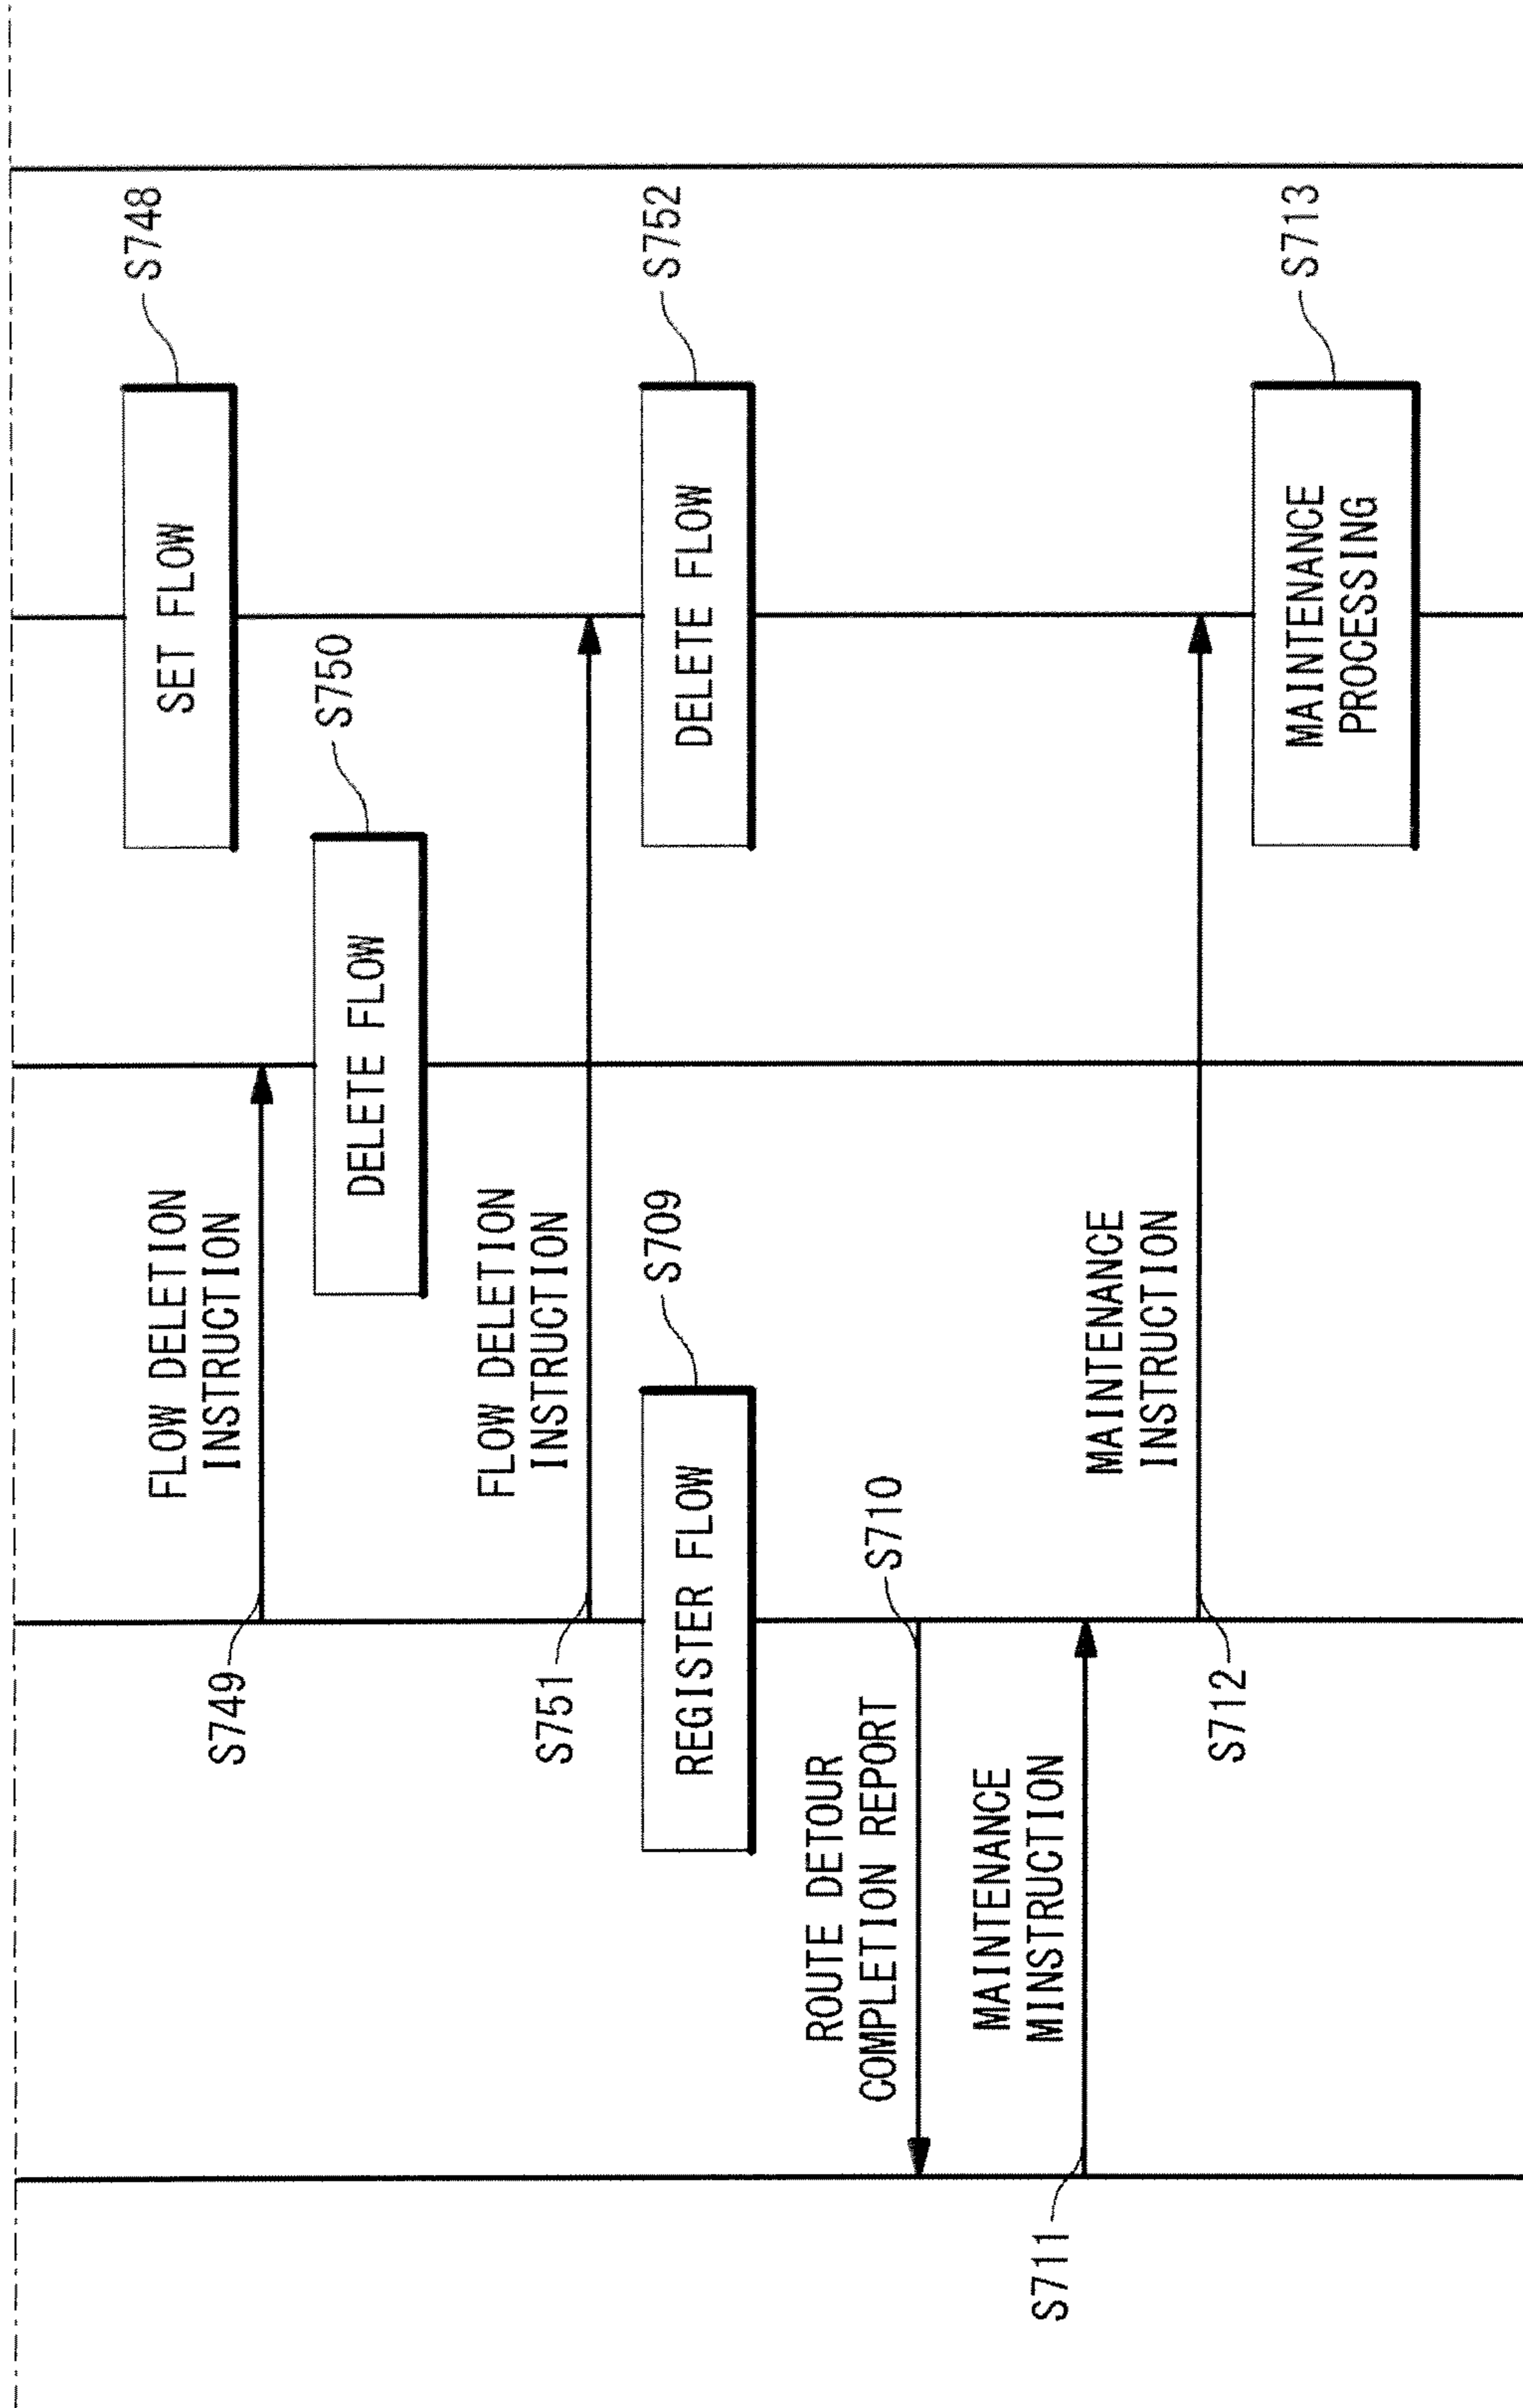 SET FLOW
S748
FLOW DELETION
INSTRUCTION
S749
DELETE FLOW
S750
FLOW DELETION
INSTRUCTION
S751
REGISTER FLOW
S709
DELETE FLOW
S752
ROUTE DETOUR
COMPLETION REPORT
S710
MAINTENANCE
MINSTRUCTION
S711
MAINTENANCE
INSTRUCTION
S712
MAINTENANCE
PROCESSING
S713